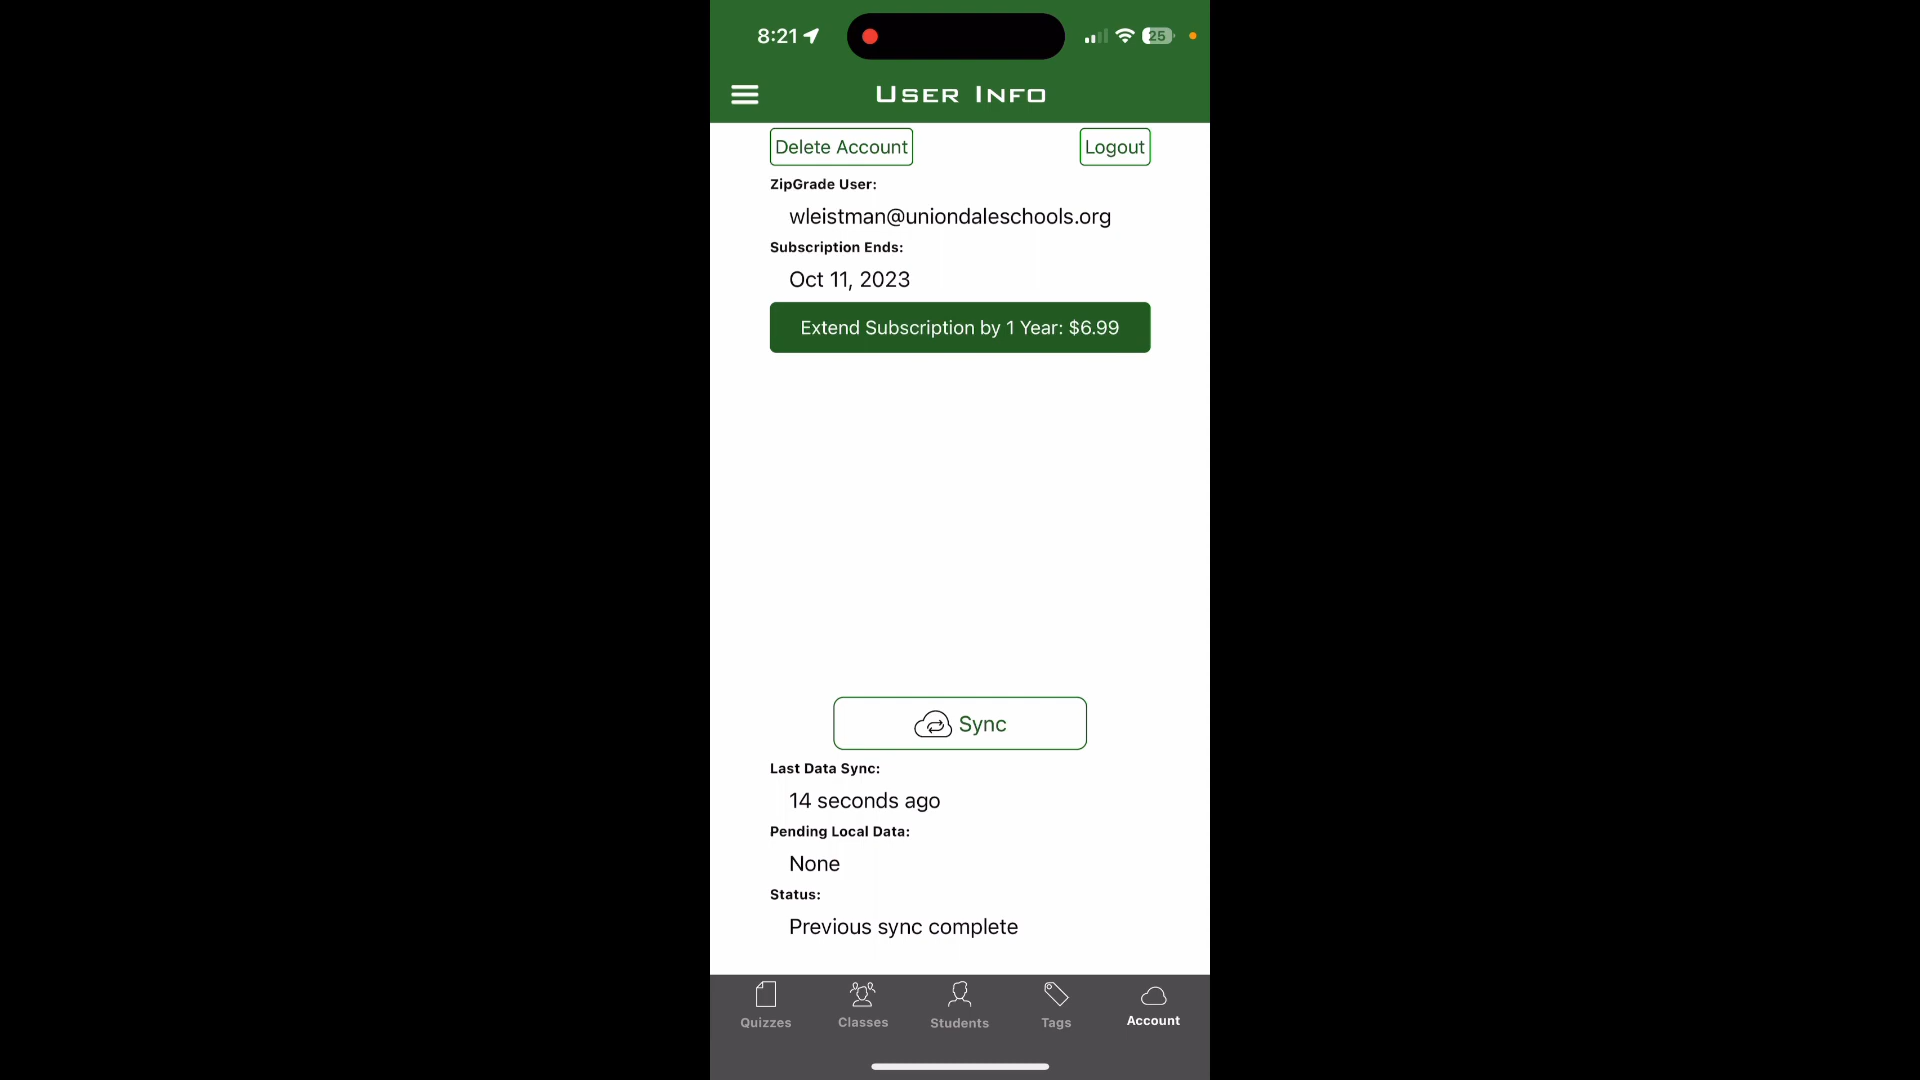 8:21
25
User Info
Delete Account
Logout
ZipGrade User:
wleistman@uniondaleschools.org
Subscription Ends:
Oct 11, 2023
Extend Subscription by 1 Year: $6.99
Sync
Last Data Sync:
14 seconds ago
Pending Local Data:
None
Status:
Previous sync complete
Quizzes
Classes
Students
Tags
Account